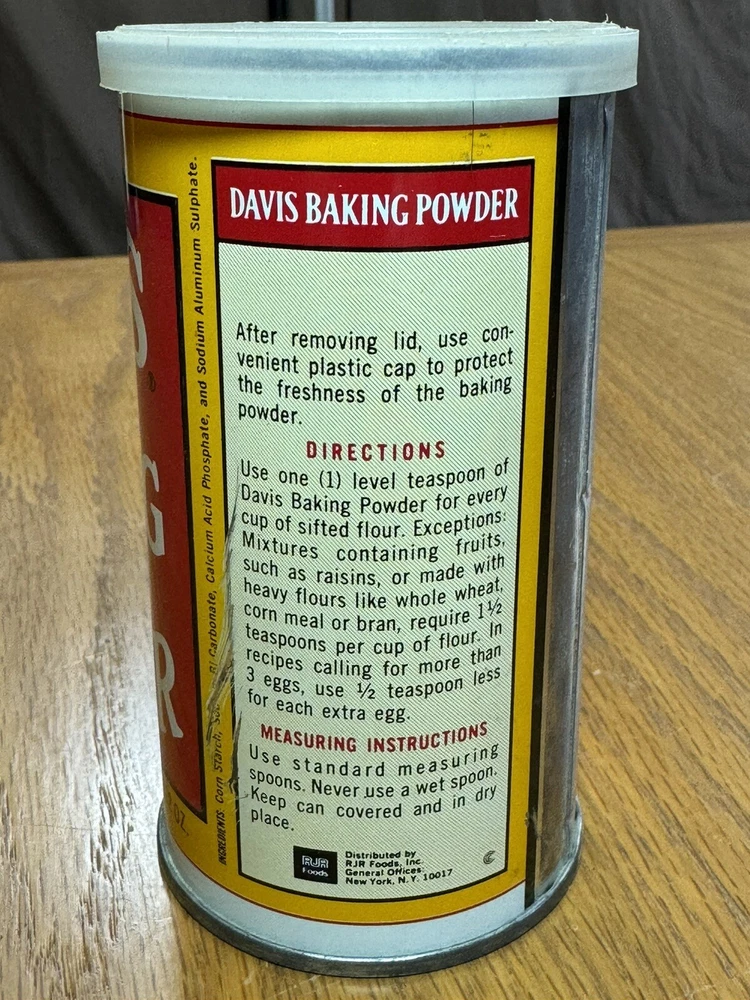 S
®
G
R
OZ.
INGREDIENTS: Corn Starch, Bi Carbonate, Calcium Acid Phosphate, and Sodium Aluminum Sulphate.
DAVIS BAKING POWDER
After removing lid, use con-
venient plastic cap to protect
the freshness of the baking
powder.
DIRECTIONS
Use one (1) level teaspoon of
Davis Baking Powder for every
cup of sifted flour. Exceptions:
Mixtures containing fruits,
such as raisins, or made with
heavy flours like whole wheat,
corn meal or bran, require 1½
teaspoons per cup of flour. In
recipes calling for more than
3 eggs, use ½ teaspoon less
for each extra egg.
MEASURING INSTRUCTIONS
Use standard measuring
spoons. Never use a wet spoon.
Keep can covered and in dry
place.
RJR
Foods
Distributed by
RJR Foods, Inc.
General Offices:
New York, N.Y. 10017
C